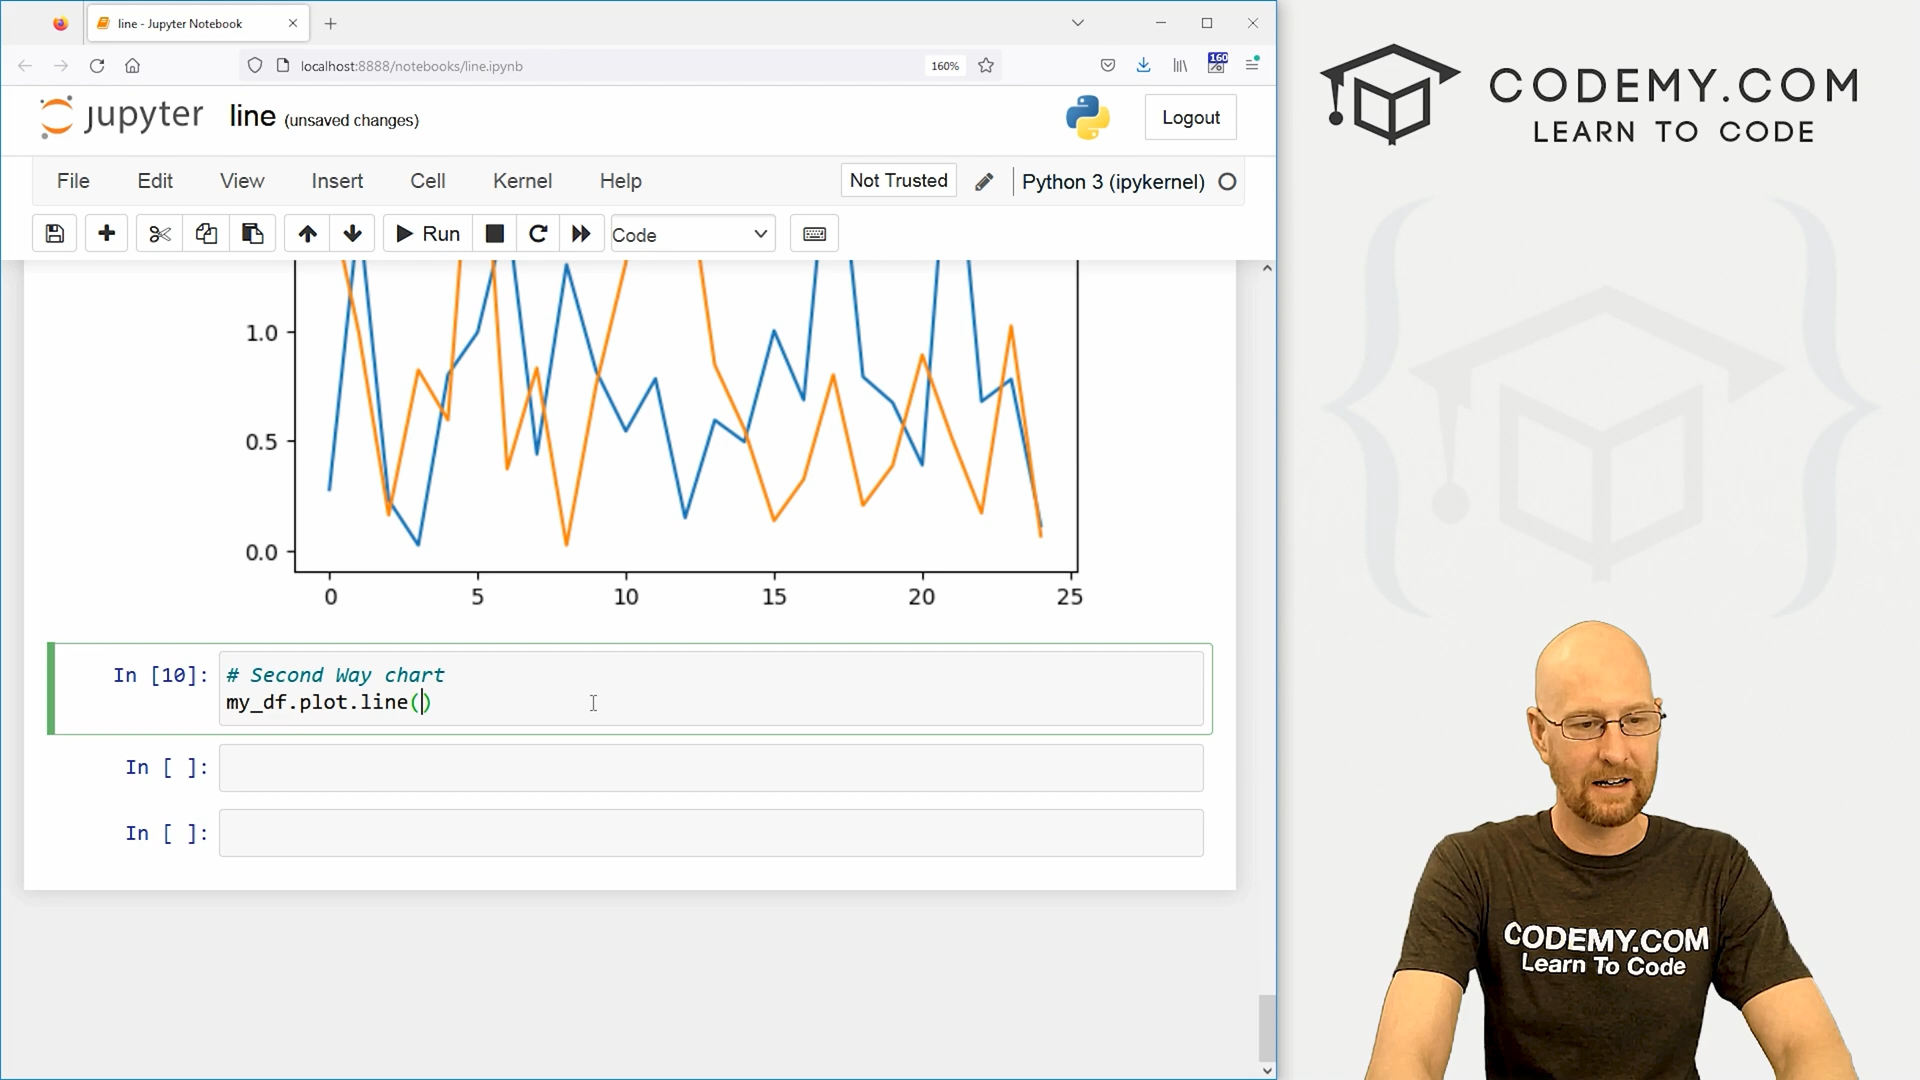 line - Jupyter Notebook
localhost:8888/notebooks/line.ipynb
160%
160
jupyter line (unsaved changes)
Logout
File Edit View Insert Cell Kernel Help
Not Trusted
Python 3 (ipykernel)
Run
Code
1.0
0.5
0.0
0 5 10 15 20 25
In [10]:
# Second Way chart
my_df.plot.line()
In [ ]:
In [ ]:
CODEMY.COM
LEARN TO CODE
CODEMY.COM
Learn To Code